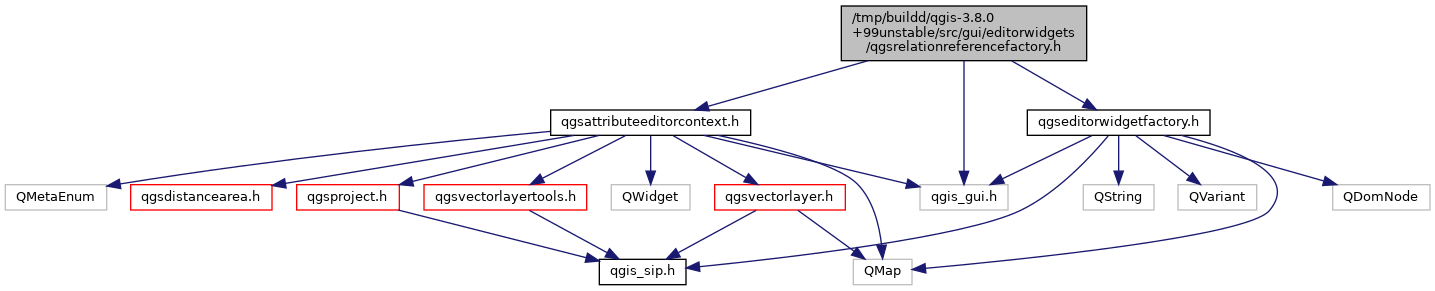 /tmp/buildd/qgis-3.8.0
+99unstable/src/gui/editorwidgets
/qgsrelationreferencefactory.h
qgsattributeeditorcontext.h
qgseditorwidgetfactory.h
QMetaEnum
qgsdistancearea.h
qgsproject.h
qgsvectorlayertools.h
QWidget
qgsvectorlayer.h
qgis_gui.h
QString
QVariant
QDomNode
qgis_sip.h
QMap